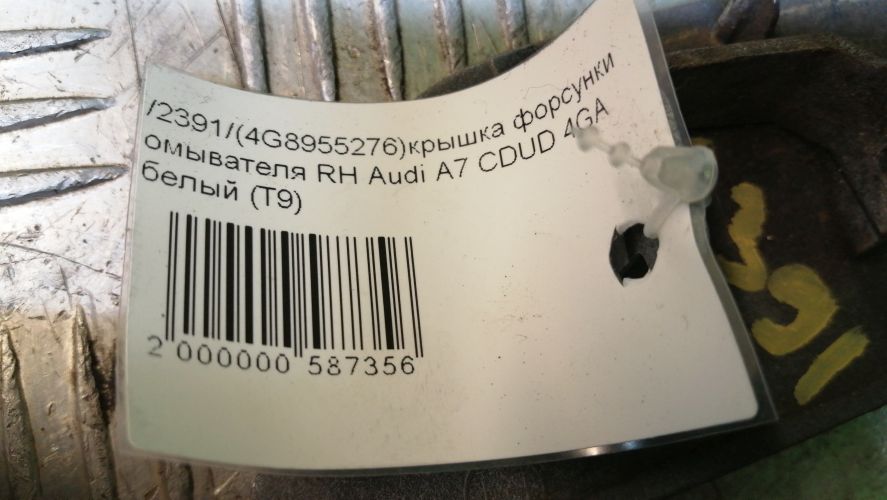 /2391/(4G8955276)крышка форсунки
омывателя RH Audi A7 CDUD 4GA
белый (T9)
2 000000 587356